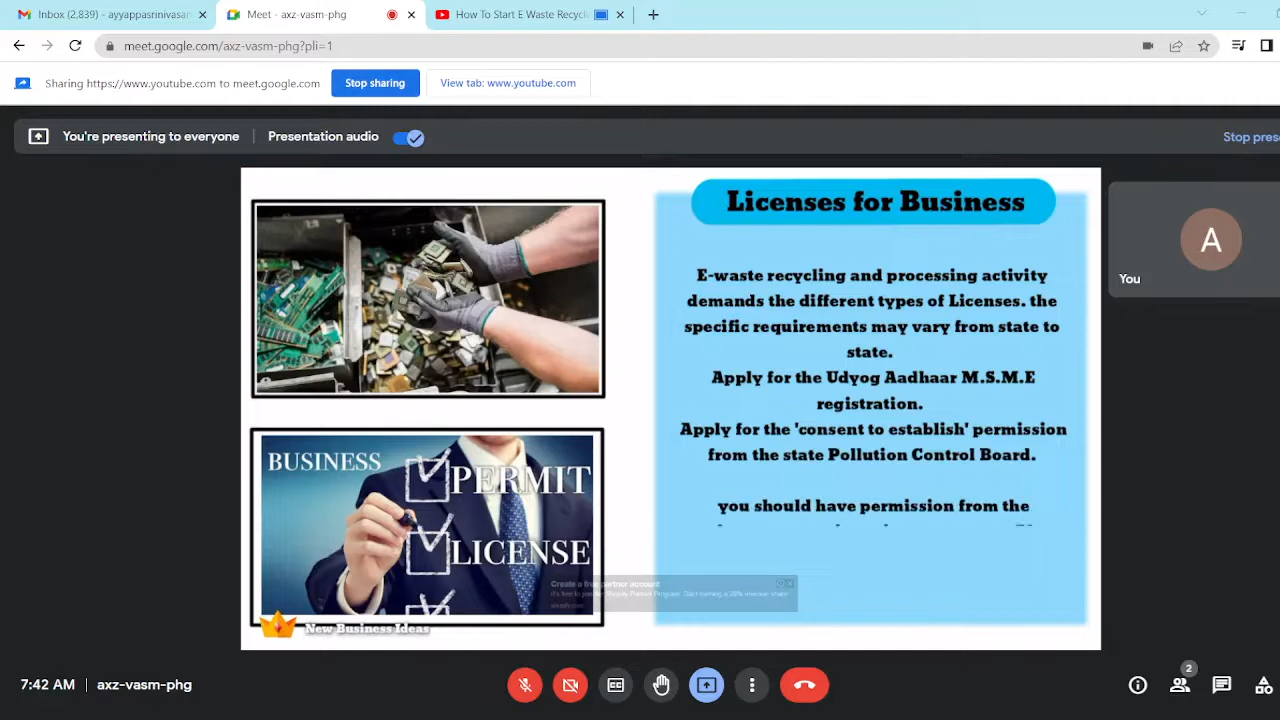 Inbox (2,839) - ayyappasrinivasan
Meet - axz-vasm-phg
How To Start E Waste Recycl
meet.google.com/axz-vasm-phg?pli=1
Sharing https://www.youtube.com to meet.google.com
Stop sharing
View tab: www.youtube.com
You're presenting to everyone
Presentation audio
Stop prese
Licenses for Business
E-waste recycling and processing activity
demands the different types of Licenses. the
specific requirements may vary from state to
state.
Apply for the Udyog Aadhaar M.S.M.E
registration.
Apply for the 'consent to establish' permission
from the state Pollution Control Board.
you should have permission from the
BUSINESS
PERMIT
LICENSE
Create a free partner account
New Business Ideas
A
You
7:42 AM | axz-vasm-phg
2